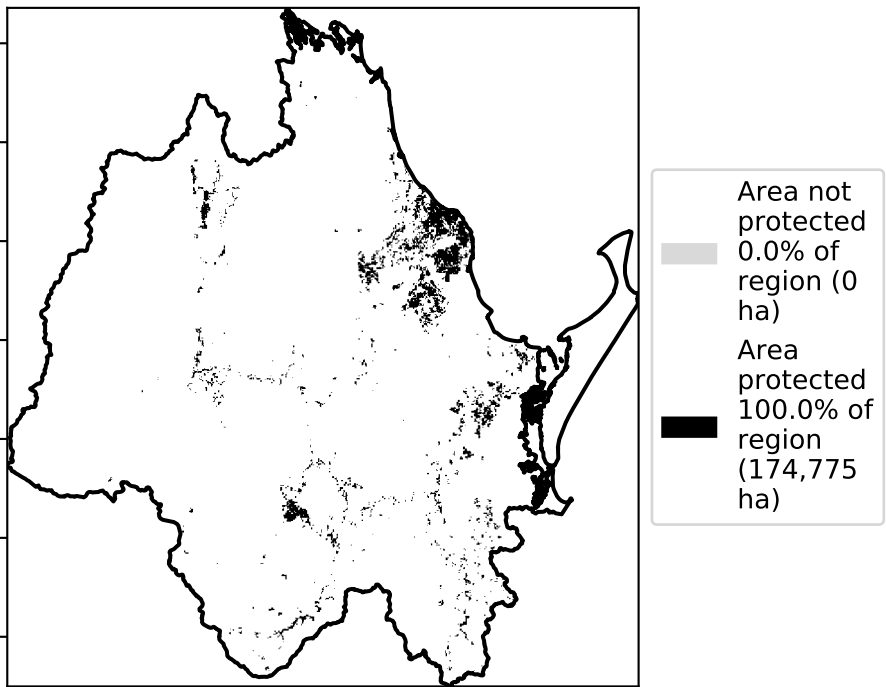 Area not
protected
0.0% of
region (0
ha)
Area
protected
100.0% of
region
(174,775
ha)